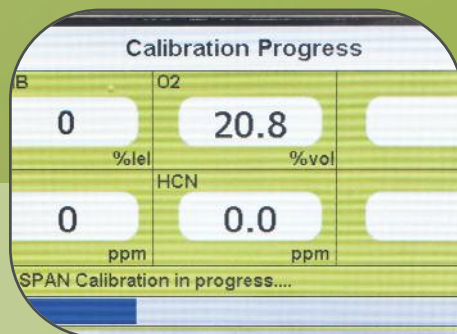 Calibration Progress
O2
0 20.8
%lel %vol
HCN
0 0.0
ppm ppm
SPAN Calibration in progress....